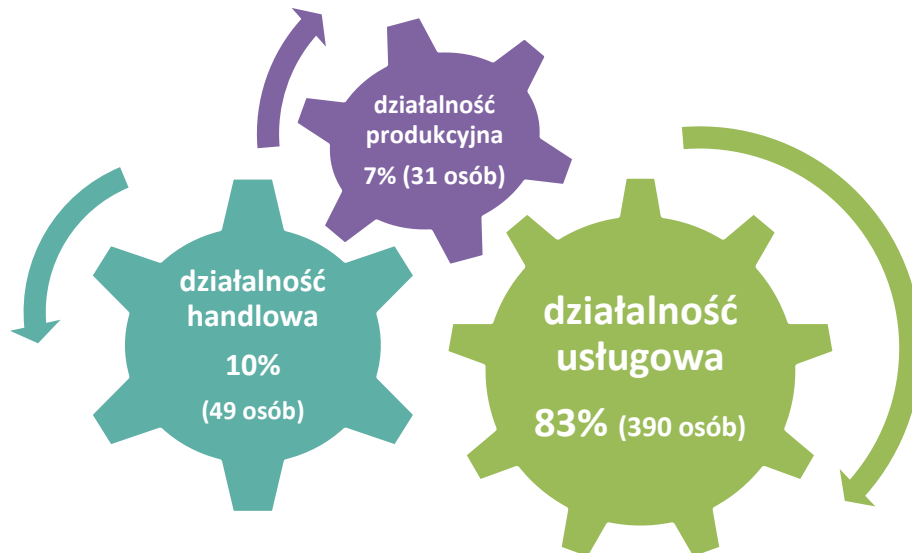 działalność
produkcyjna
7% (31 osób)
działalność
handlowa
10%
(49 osób)
działalność
usługowa
83% (390 osób)